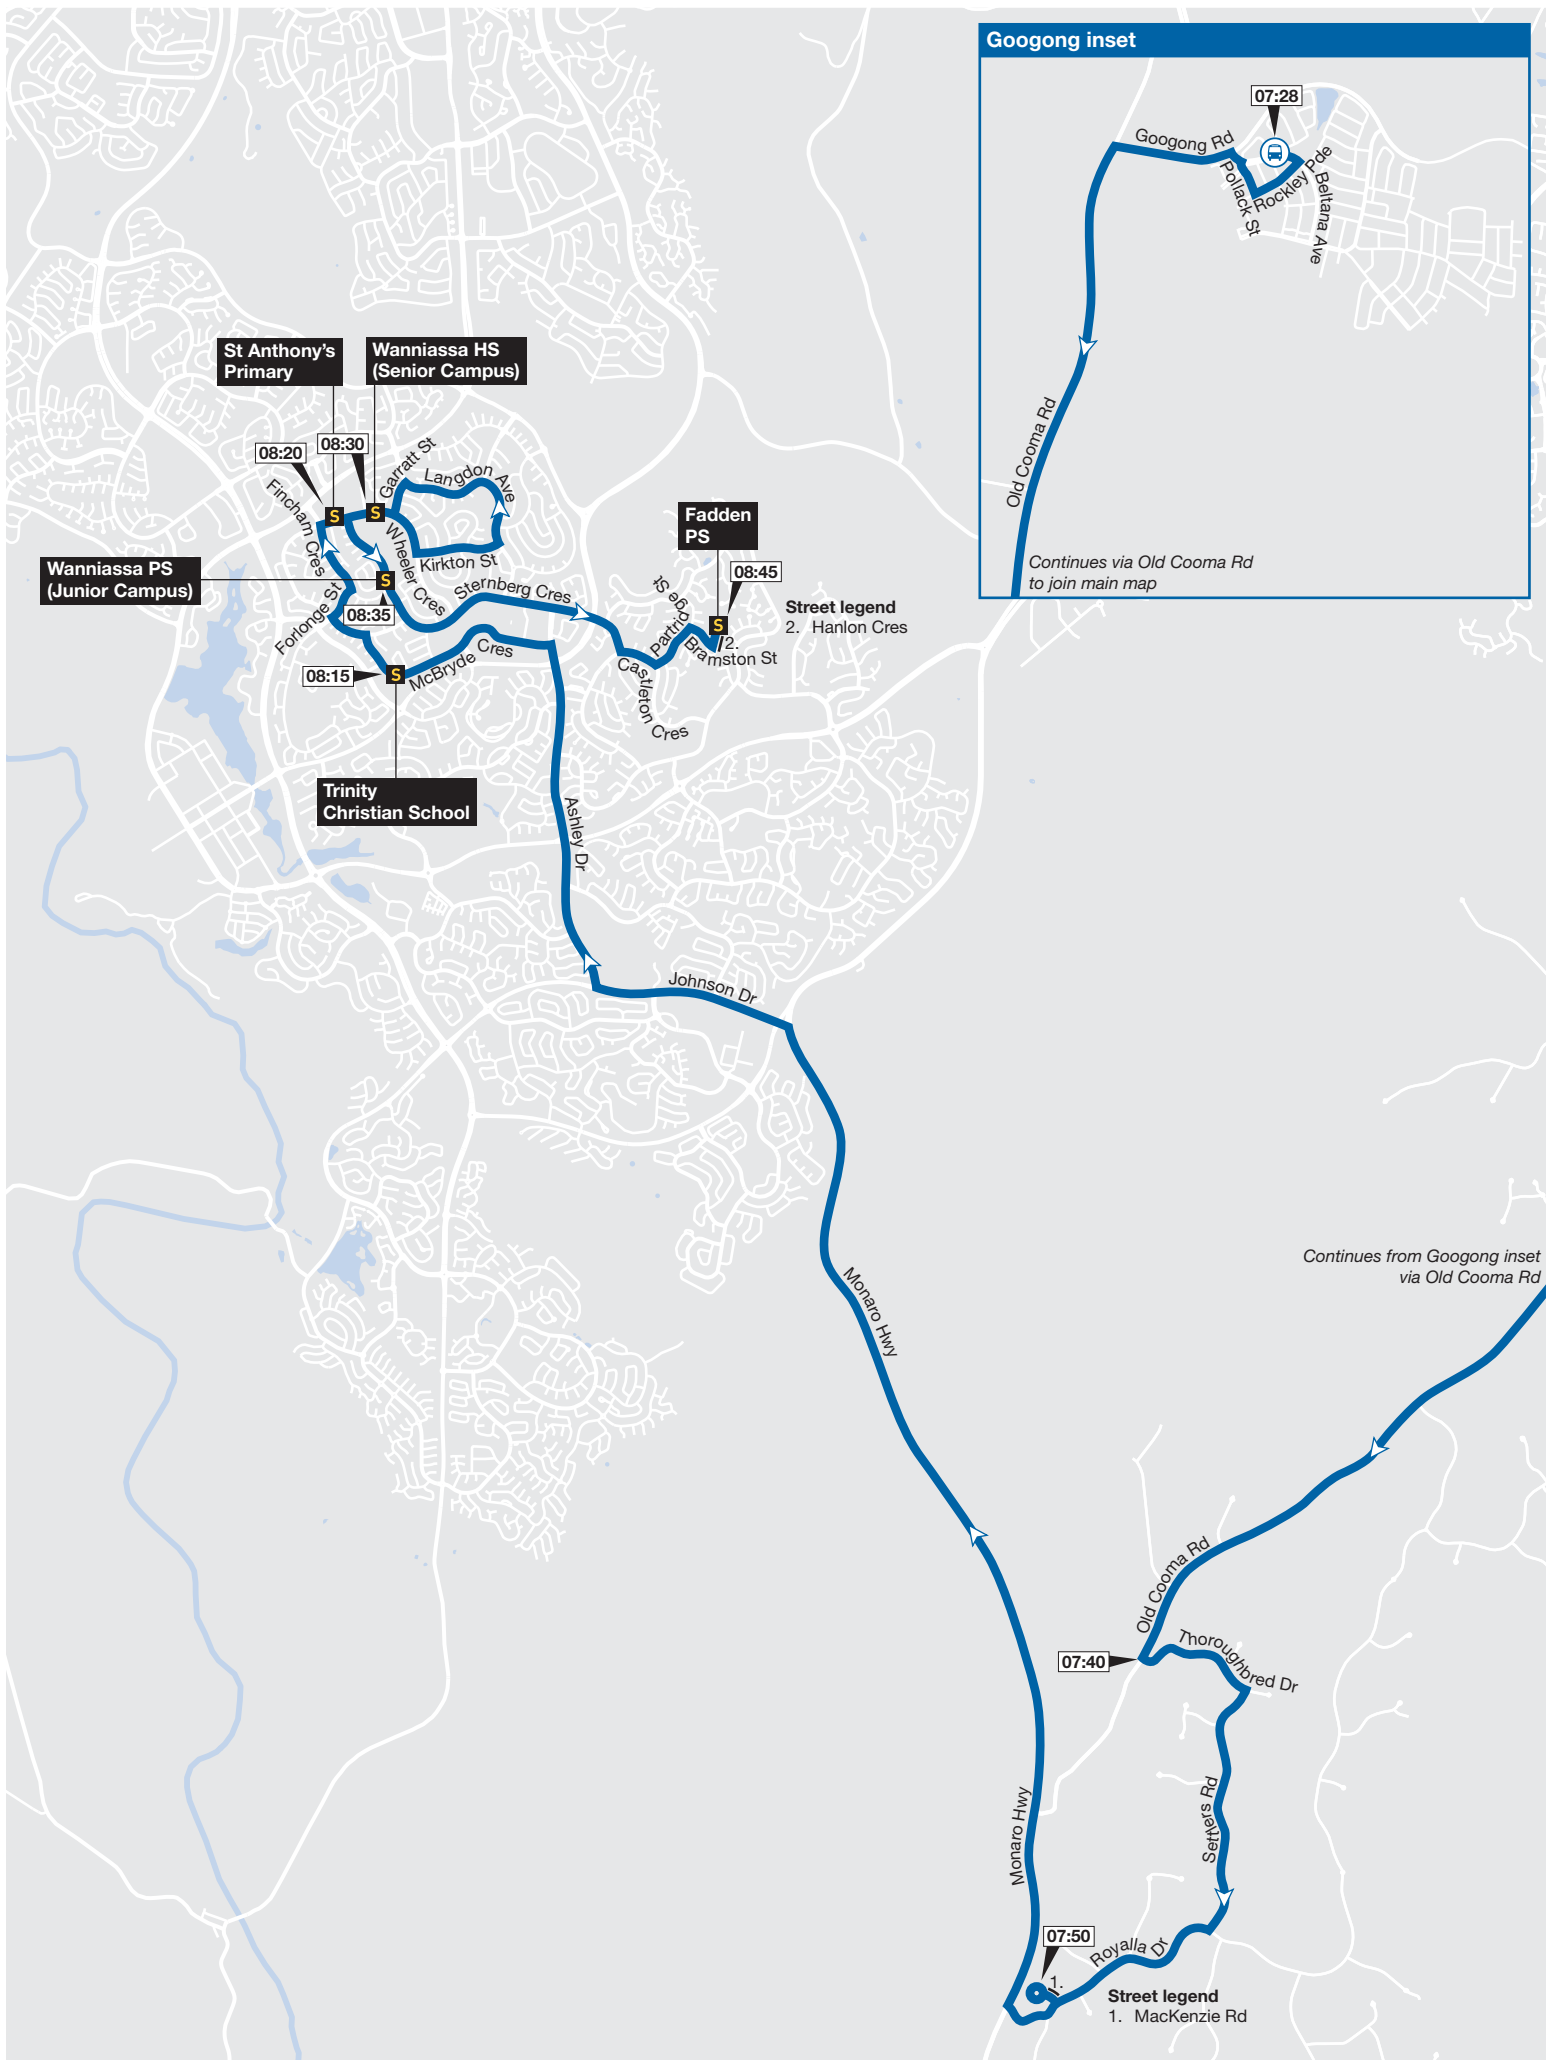 Googong inset
07:28
Googong Rd
Pollack St
Rockley Pde
Beltana Ave
Old Cooma Rd
Continues via Old Cooma Rd
to join main map
St Anthony's
Primary
Wanniassa HS
(Senior Campus)
08:20
08:30
Garratt St
Langdon Ave
Fincham Cres
Wheeler Cres
Kirkton St
Fadden
PS
08:45
Wanniassa PS
(Junior Campus)
Sternberg Cres
08:35
Forlonge St
Partridge St
Street legend
2. Hanlon Cres
2.
Bramston St
08:15
McBryde Cres
Castleton Cres
Trinity
Christian School
Ashley Dr
Johnson Dr
Continues from Googong inset
via Old Cooma Rd
Monaro Hwy
Old Cooma Rd
07:40
Thoroughbred Dr
Settlers Rd
Monaro Hwy
07:50
Royalla Dr
1.
Street legend
1. MacKenzie Rd
S
S
S
S
S